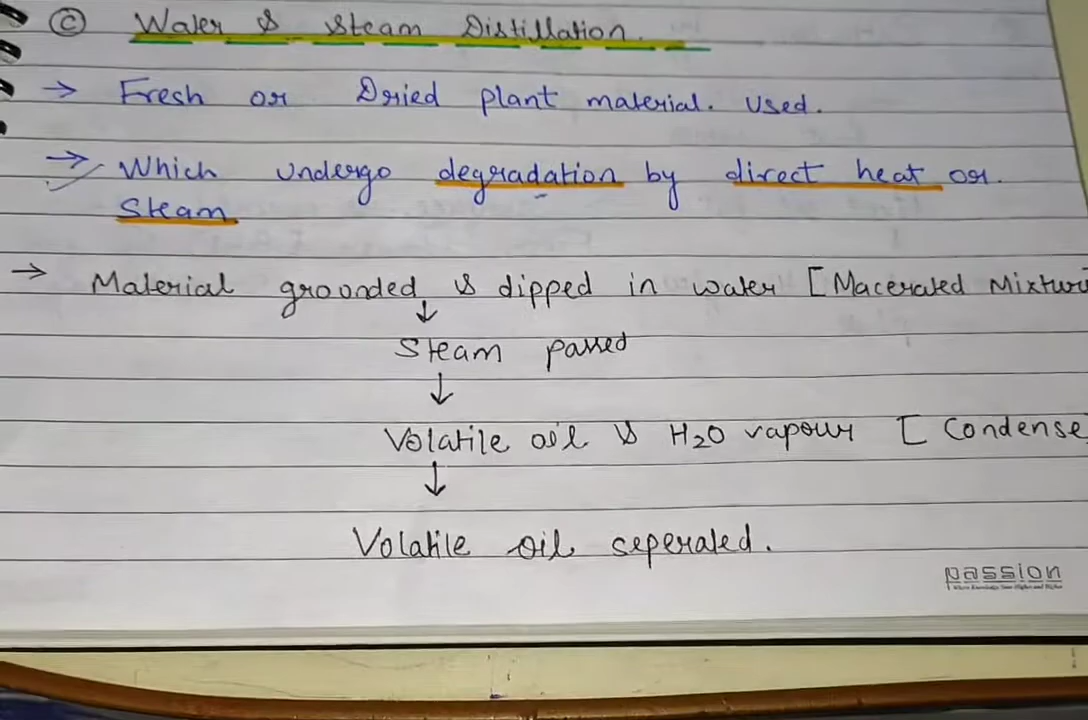 © Water & Steam Distillation.
→ Fresh or Dried plant material. used.
→ Which undergo degradation by direct heat or.
Steam
→ Material grounded & dipped in water [Macerated Mixture]
↓
Steam passed
↓
Volatile oil & H₂O vapour [Condense
↓
Volatile oil seperated.
passion